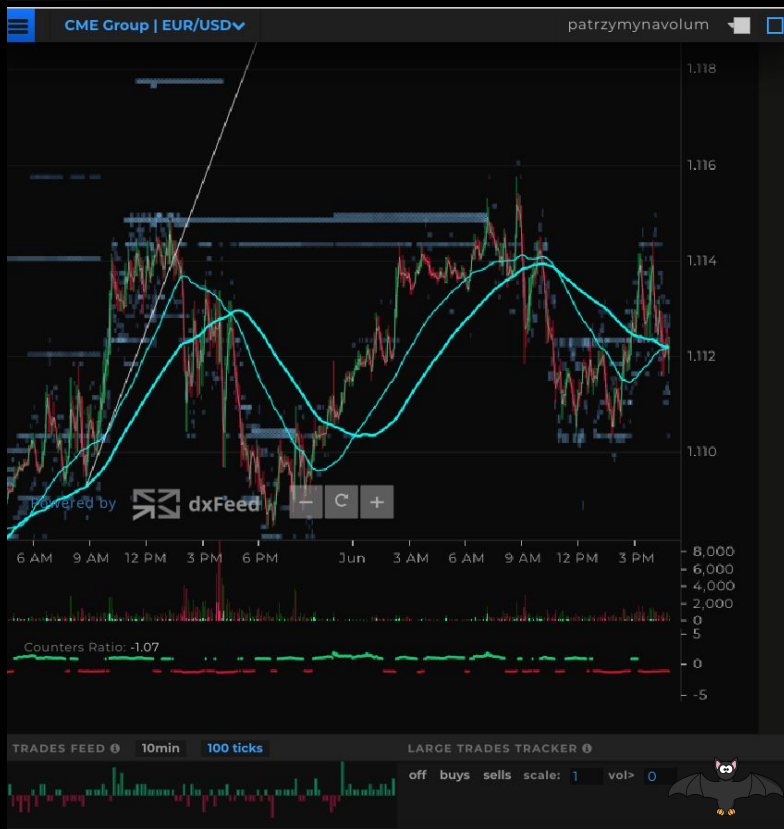 CME Group | EUR/USD
patrzymynavolum
1.118
1.116
1.114
1.112
1.110
Powered by dxFeed
6 AM 9 AM 12 PM 3 PM 6 PM Jun 3 AM 6 AM 9 AM 12 PM 3 PM
8,000
6,000
4,000
2,000
0
5
Counters Ratio: -1.07
0
-5
TRADES FEED 10min 100 ticks LARGE TRADES TRACKER
off buys sells scale: 1 vol> 0